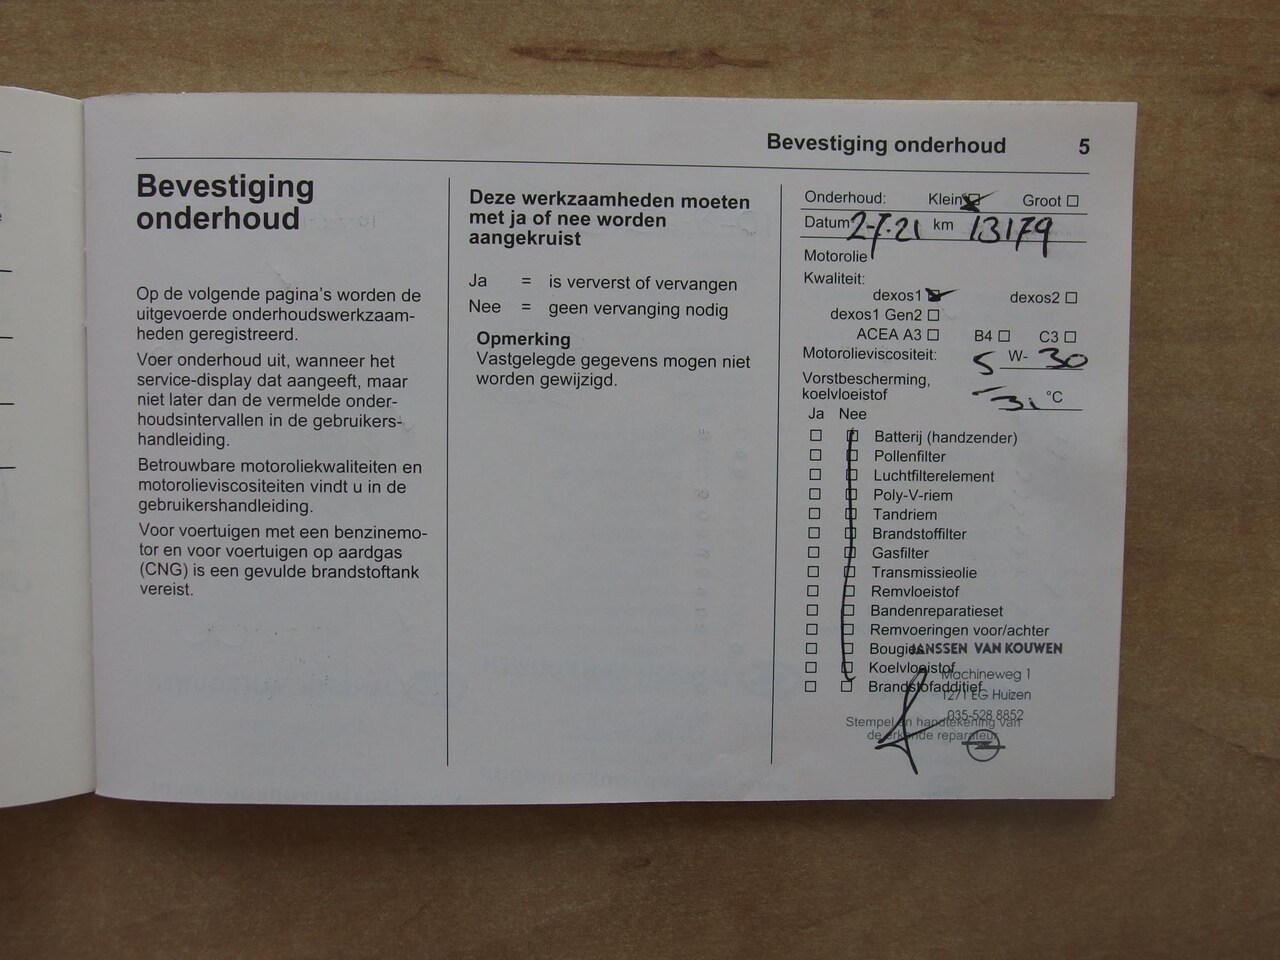 Bevestiging onderhoud 5
Bevestiging
onderhoud
Op de volgende pagina's worden de
uitgevoerde onderhoudswerkzaam-
heden geregistreerd.
Voer onderhoud uit, wanneer het
service-display dat aangeeft, maar
niet later dan de vermelde onder-
houdsintervallen in de gebruikers-
handleiding.
Betrouwbare motoroliekwaliteiten en
motorolieviscositeiten vindt u in de
gebruikershandleiding.
Voor voertuigen met een benzinemo-
tor en voor voertuigen op aardgas
(CNG) is een gevulde brandstoftank
vereist.
Deze werkzaamheden moeten
met ja of nee worden
aangekruist
Ja = is ververst of vervangen
Nee = geen vervanging nodig
Opmerking
Vastgelegde gegevens mogen niet
worden gewijzigd.
Onderhoud: Klein Groot
Datum 2-7-21 km 13179
Motorolie
Kwaliteit:
dexos1 dexos2
dexos1 Gen2
ACEA A3 B4 C3
Motorolieviscositeit: 5 W- 30
Vorstbescherming,
koelvloeistof -31 °C
Ja Nee
Batterij (handzender)
Pollenfilter
Luchtfilterelement
Poly-V-riem
Tandriem
Brandstoffilter
Gasfilter
Transmissieolie
Remvloeistof
Bandenreparatieset
Remvoeringen voor/achter
Bougies JANSSEN VAN KOUWEN
Koelvloeistof
Machineweg 1
Brandstofadditief
1271 EG Huizen
035-528 8852
Stempel en handtekening van
de erkende reparateur